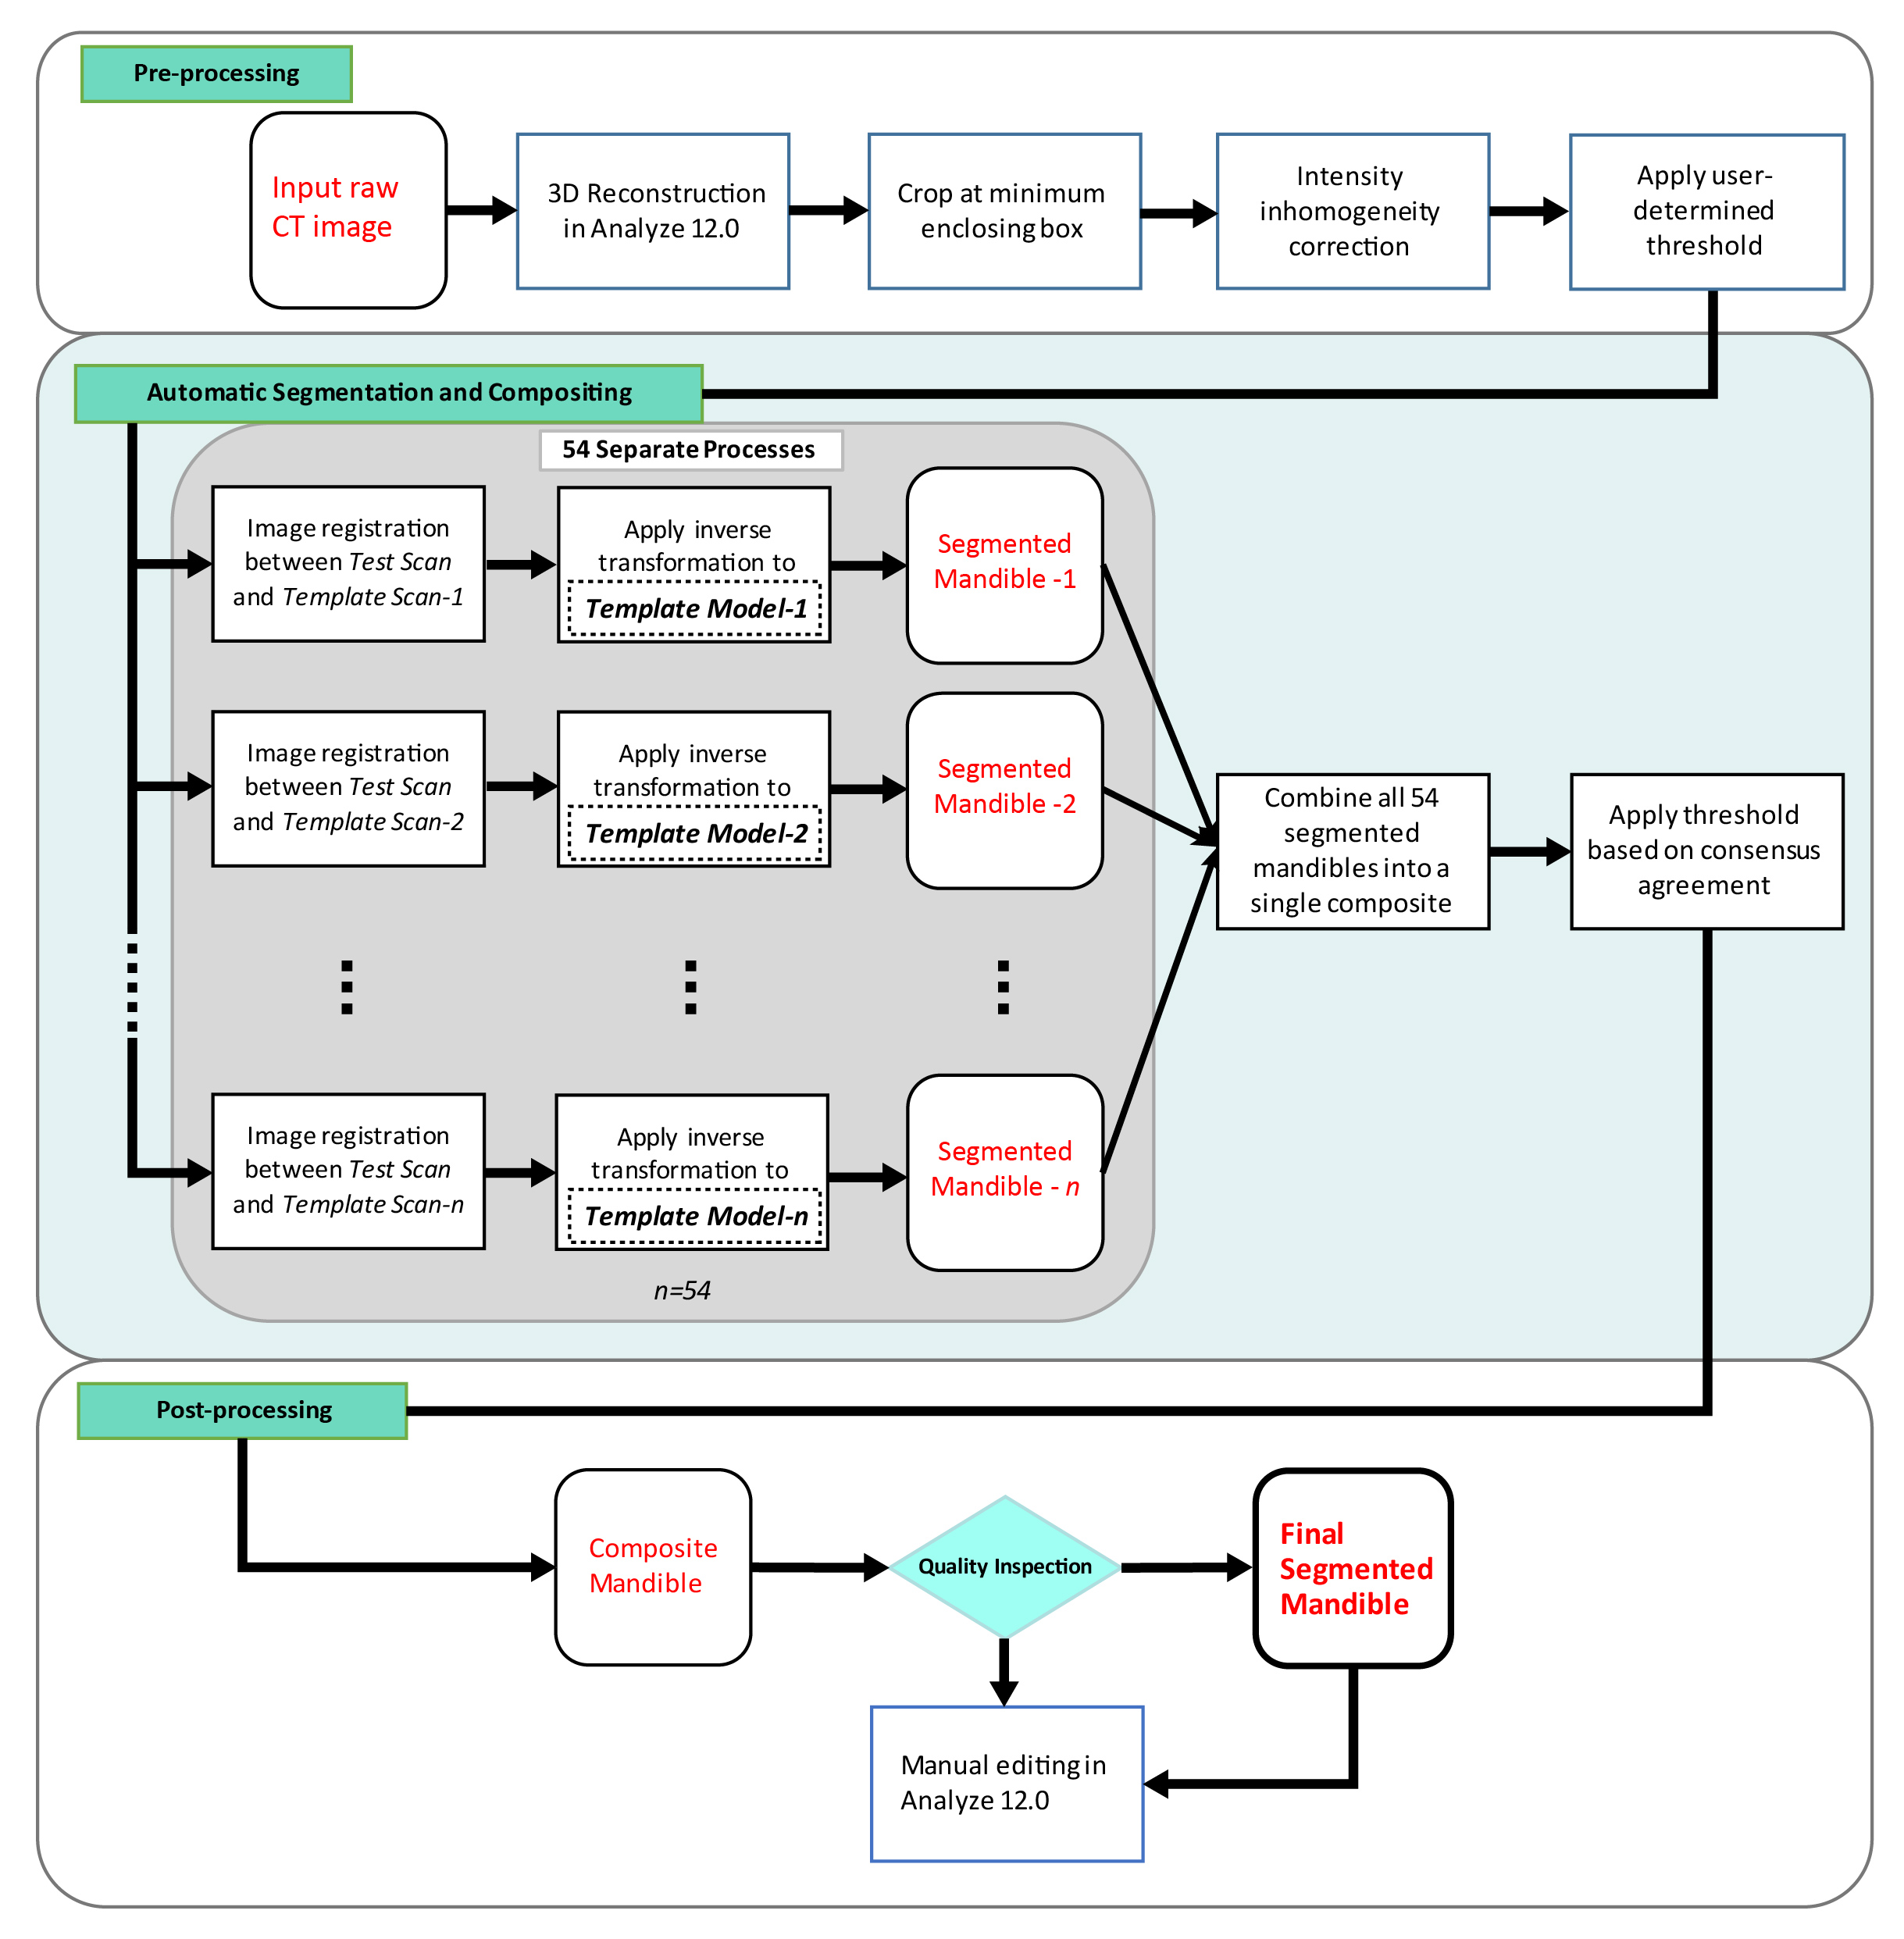 Pre-processing
Input raw
CT image
3D Reconstruction
in Analyze 12.0
Crop at minimum
enclosing box
Intensity
inhomogeneity
correction
Apply user-
determined
threshold
Automatic Segmentation and Compositing
54 Separate Processes
Image registration
between Test Scan
and Template Scan-1
Apply inverse
transformation to
Template Model-1
Segmented
Mandible -1
Image registration
between Test Scan
and Template Scan-2
Apply inverse
transformation to
Template Model-2
Segmented
Mandible -2
Combine all 54
segmented
mandibles into a
single composite
Apply threshold
based on consensus
agreement
Image registration
between Test Scan
and Template Scan-n
Apply inverse
transformation to
Template Model-n
Segmented
Mandible - n
n=54
Post-processing
Composite
Mandible
Quality Inspection
Final
Segmented
Mandible
Manual editing in
Analyze 12.0